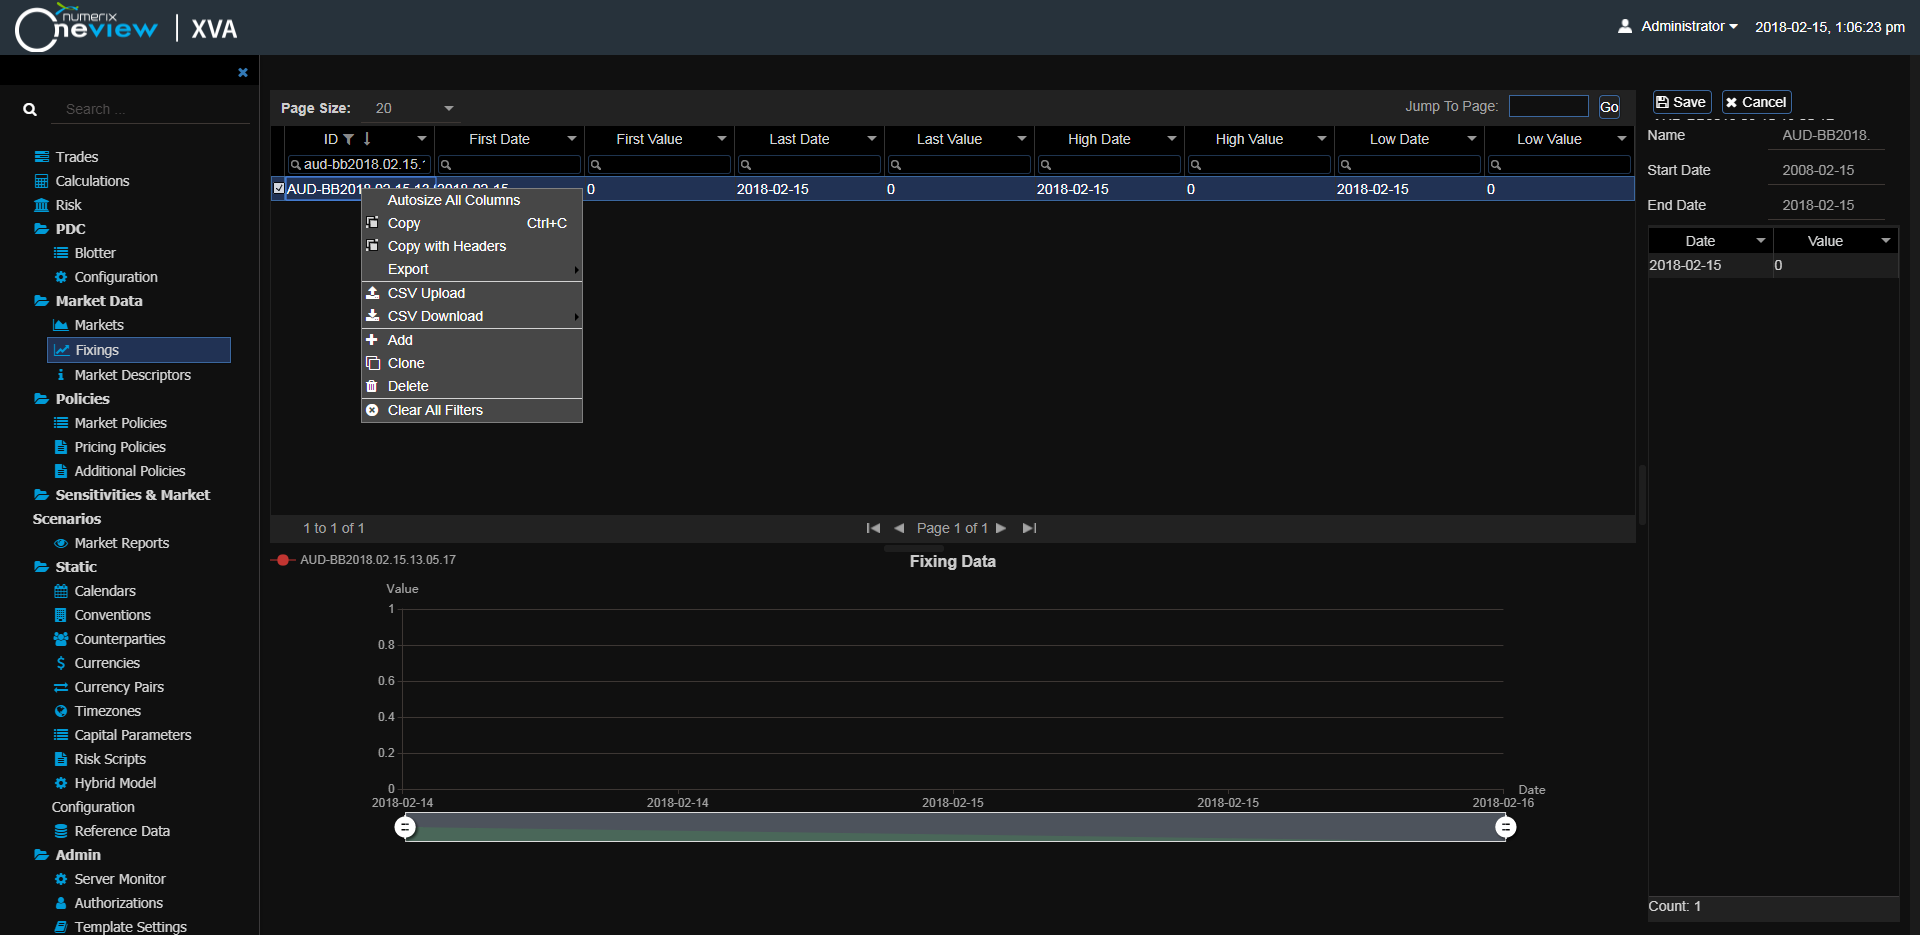 numerix
Oneview | XVA
Administrator
2018-02-15, 1:06:23 pm
Search ...
Trades
Calculations
Risk
PDC
Blotter
Configuration
Market Data
Markets
Fixings
Market Descriptors
Policies
Market Policies
Pricing Policies
Additional Policies
Sensitivities & Market
Scenarios
Market Reports
Static
Calendars
Conventions
Counterparties
Currencies
Currency Pairs
Timezones
Capital Parameters
Risk Scripts
Hybrid Model
Configuration
Reference Data
Admin
Server Monitor
Authorizations
Template Settings
Page Size: 20
Jump To Page: Go
ID First Date First Value Last Date Last Value High Date High Value Low Date Low Value
aud-bb2018.02.15.
AUD-BB2018.02.15.13 2018-02-15 0 2018-02-15 0 2018-02-15 0 2018-02-15 0
Autosize All Columns
Copy Ctrl+C
Copy with Headers
Export
CSV Upload
CSV Download
Add
Clone
Delete
Clear All Filters
1 to 1 of 1
Page 1 of 1
AUD-BB2018.02.15.13.05.17
Fixing Data
Value
1
0.8
0.6
0.4
0.2
0
Date
2018-02-14 2018-02-14 2018-02-15 2018-02-15 2018-02-16
Save Cancel
Name AUD-BB2018.
Start Date 2008-02-15
End Date 2018-02-15
Date Value
2018-02-15 0
Count: 1